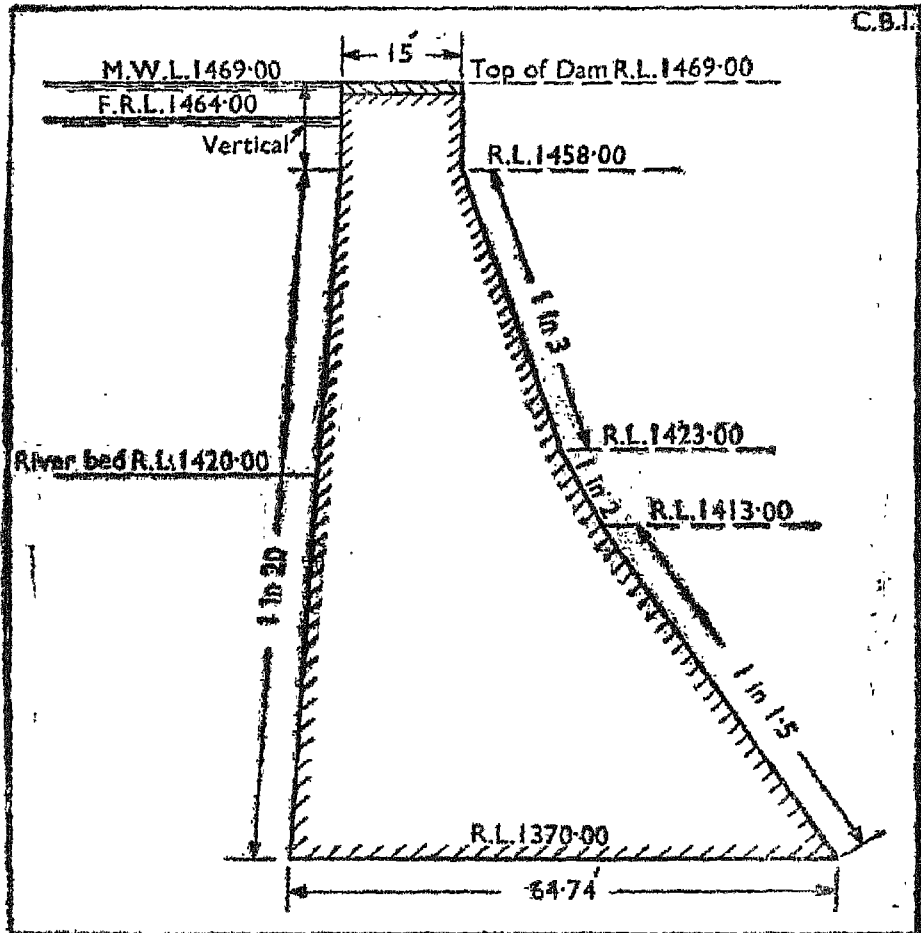 C.B.I.
15'
M.W.L.1469·00
Top of Dam R.L.1469·00
F.R.L.1464·00
Vertical
R.L.1458·00
1 in 3
R.L.1423·00
River bed R.L.1420·00
1 in 2
R.L.1413·00
1 in 20
1 in 1·5
R.L.1370·00
64·74'